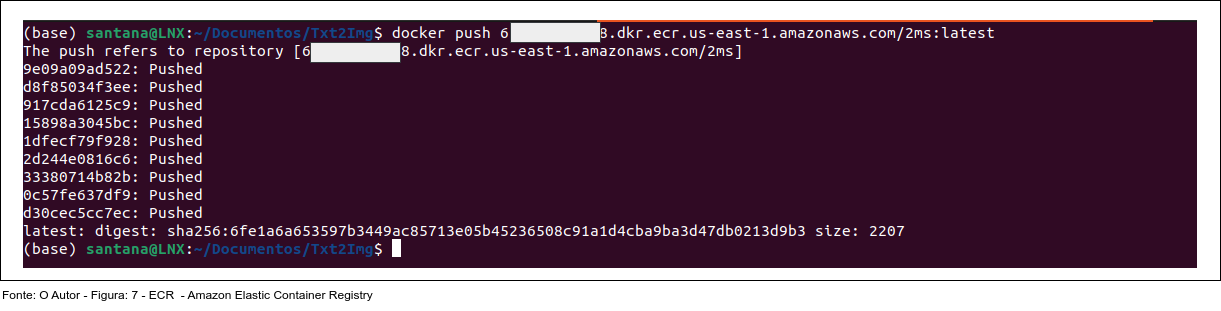 (base) santana@LNX:~/Documentos/Txt2Img$ docker push 6 8.dkr.ecr.us-east-1.amazonaws.com/2ms:latest
The push refers to repository [6 8.dkr.ecr.us-east-1.amazonaws.com/2ms]
9e09a09ad522: Pushed
d8f85034f3ee: Pushed
917cda6125c9: Pushed
15898a3045bc: Pushed
1dfecf79f928: Pushed
2d244e0816c6: Pushed
33380714b82b: Pushed
0c57fe637df9: Pushed
d30cec5cc7ec: Pushed
latest: digest: sha256:6fe1a6a653597b3449ac85713e05b45236508c91a1d4cba9ba3d47db0213d9b3 size: 2207
(base) santana@LNX:~/Documentos/Txt2Img$
Fonte: O Autor - Figura: 7 - ECR - Amazon Elastic Container Registry